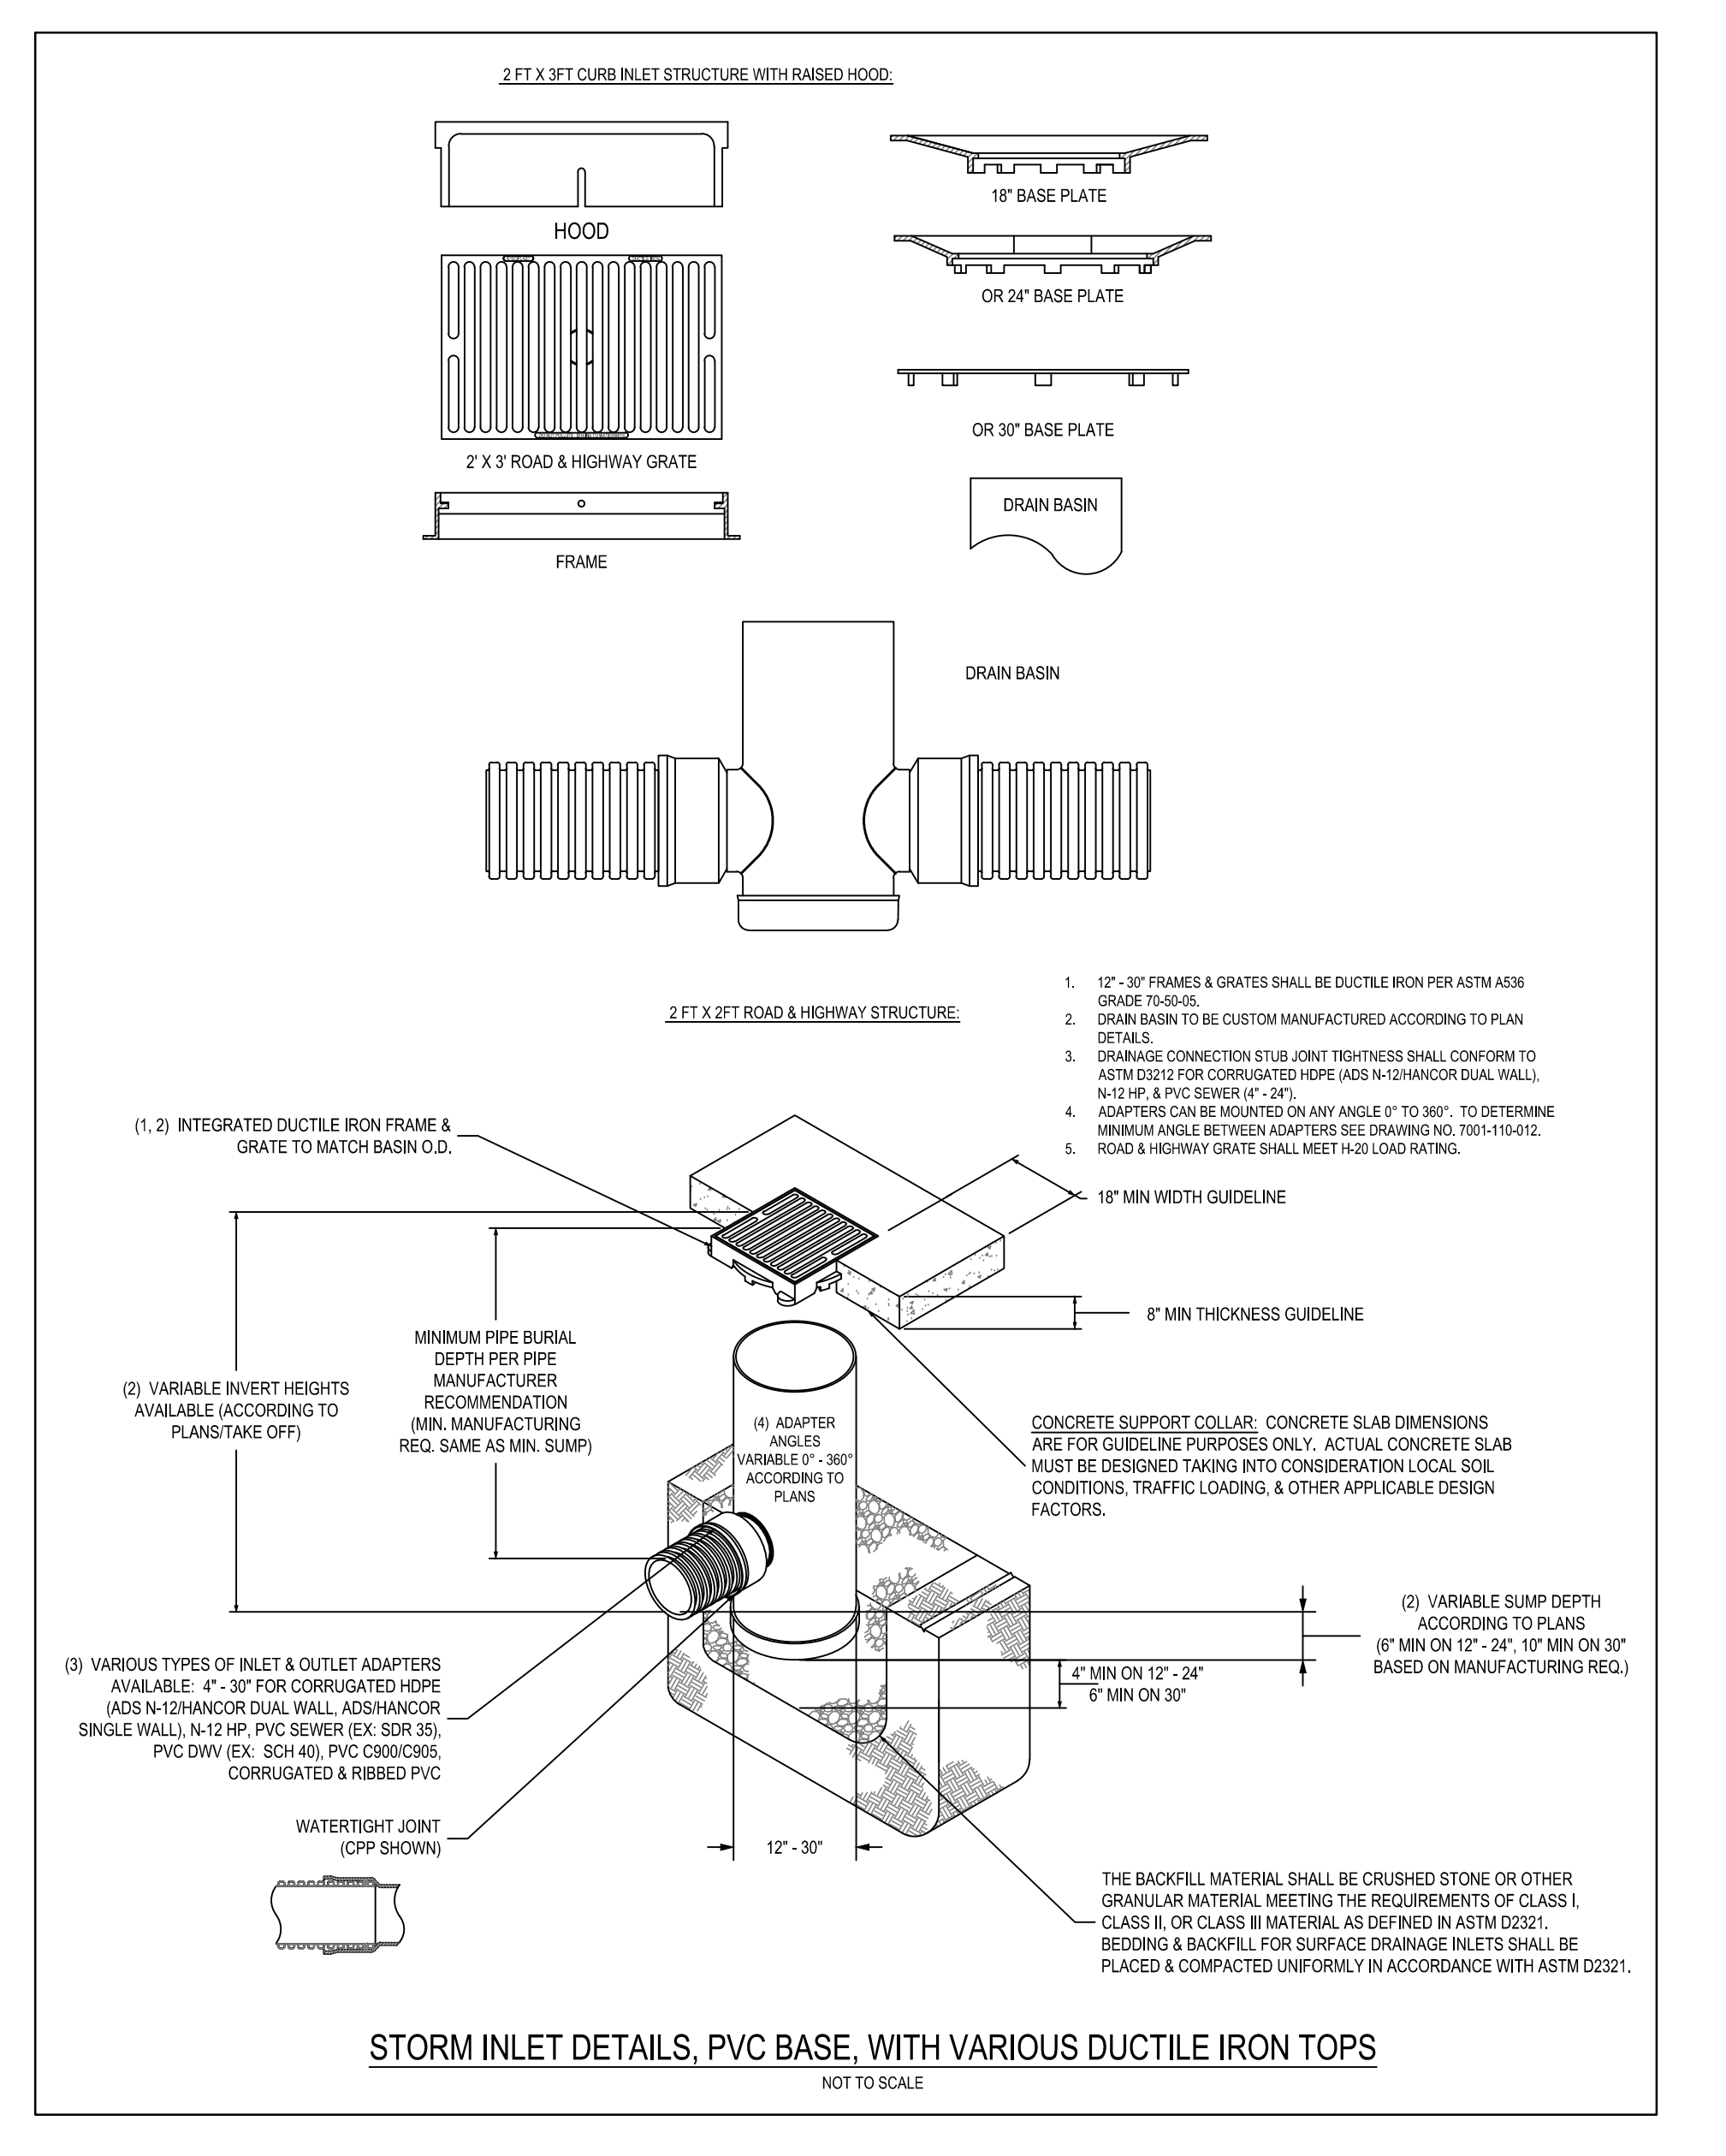 2 FT X 3FT CURB INLET STRUCTURE WITH RAISED HOOD:
HOOD
2' X 3' ROAD & HIGHWAY GRATE
FRAME
18" BASE PLATE
OR 24" BASE PLATE
OR 30" BASE PLATE
DRAIN BASIN
DRAIN BASIN
2 FT X 2FT ROAD & HIGHWAY STRUCTURE:
1. 12" - 30" FRAMES & GRATES SHALL BE DUCTILE IRON PER ASTM A536
GRADE 70-50-05.
2. DRAIN BASIN TO BE CUSTOM MANUFACTURED ACCORDING TO PLAN
DETAILS.
3. DRAINAGE CONNECTION STUB JOINT TIGHTNESS SHALL CONFORM TO
ASTM D3212 FOR CORRUGATED HDPE (ADS N-12/HANCOR DUAL WALL),
N-12 HP, & PVC SEWER (4" - 24").
4. ADAPTERS CAN BE MOUNTED ON ANY ANGLE 0° TO 360°. TO DETERMINE
MINIMUM ANGLE BETWEEN ADAPTERS SEE DRAWING NO. 7001-110-012.
5. ROAD & HIGHWAY GRATE SHALL MEET H-20 LOAD RATING.
(1, 2) INTEGRATED DUCTILE IRON FRAME &
GRATE TO MATCH BASIN O.D.
18" MIN WIDTH GUIDELINE
8" MIN THICKNESS GUIDELINE
MINIMUM PIPE BURIAL
DEPTH PER PIPE
MANUFACTURER
RECOMMENDATION
(MIN. MANUFACTURING
REQ. SAME AS MIN. SUMP)
(2) VARIABLE INVERT HEIGHTS
AVAILABLE (ACCORDING TO
PLANS/TAKE OFF)
(4) ADAPTER
ANGLES
VARIABLE 0° - 360°
ACCORDING TO
PLANS
CONCRETE SUPPORT COLLAR: CONCRETE SLAB DIMENSIONS
ARE FOR GUIDELINE PURPOSES ONLY. ACTUAL CONCRETE SLAB
MUST BE DESIGNED TAKING INTO CONSIDERATION LOCAL SOIL
CONDITIONS, TRAFFIC LOADING, & OTHER APPLICABLE DESIGN
FACTORS.
(2) VARIABLE SUMP DEPTH
ACCORDING TO PLANS
(6" MIN ON 12" - 24", 10" MIN ON 30"
BASED ON MANUFACTURING REQ.)
4" MIN ON 12" - 24"
6" MIN ON 30"
(3) VARIOUS TYPES OF INLET & OUTLET ADAPTERS
AVAILABLE: 4" - 30" FOR CORRUGATED HDPE
(ADS N-12/HANCOR DUAL WALL, ADS/HANCOR
SINGLE WALL), N-12 HP, PVC SEWER (EX: SDR 35),
PVC DWV (EX: SCH 40), PVC C900/C905,
CORRUGATED & RIBBED PVC
WATERTIGHT JOINT
(CPP SHOWN)
12" - 30"
THE BACKFILL MATERIAL SHALL BE CRUSHED STONE OR OTHER
GRANULAR MATERIAL MEETING THE REQUIREMENTS OF CLASS I,
CLASS II, OR CLASS III MATERIAL AS DEFINED IN ASTM D2321.
BEDDING & BACKFILL FOR SURFACE DRAINAGE INLETS SHALL BE
PLACED & COMPACTED UNIFORMLY IN ACCORDANCE WITH ASTM D2321.
STORM INLET DETAILS, PVC BASE, WITH VARIOUS DUCTILE IRON TOPS
NOT TO SCALE